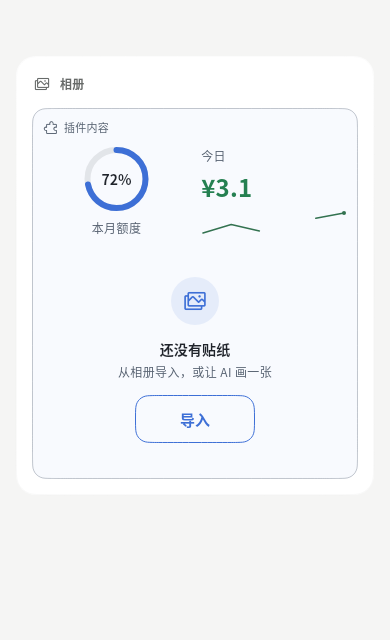 相册
插件内容
72%
本月额度
今日
¥3.1
还没有贴纸
从相册导入，或让 AI 画一张
导入